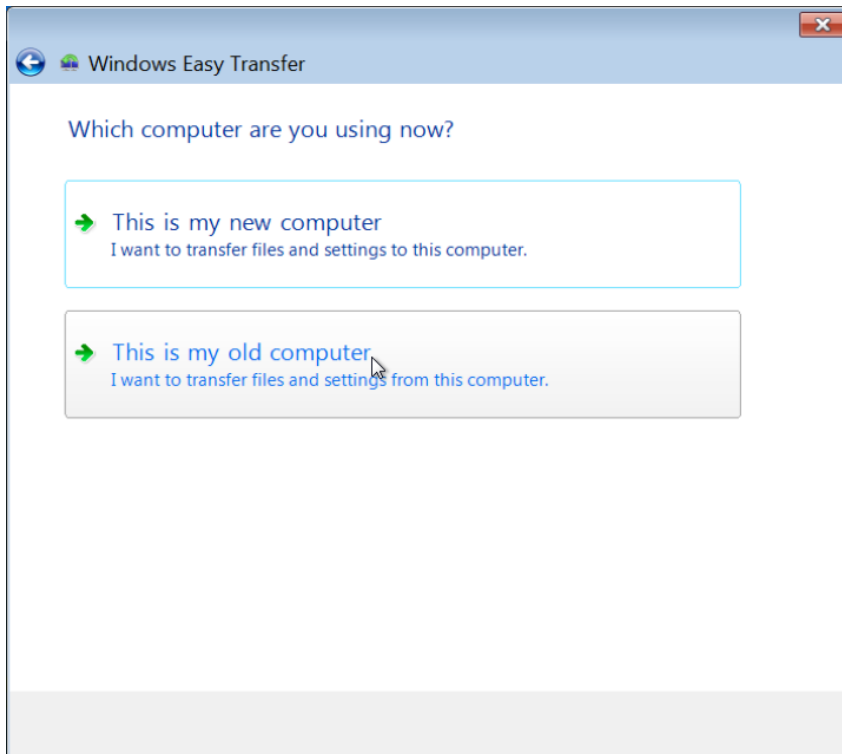 Windows Easy Transfer
Which computer are you using now?
This is my new computer
I want to transfer files and settings to this computer.
This is my old computer
I want to transfer files and settings from this computer.